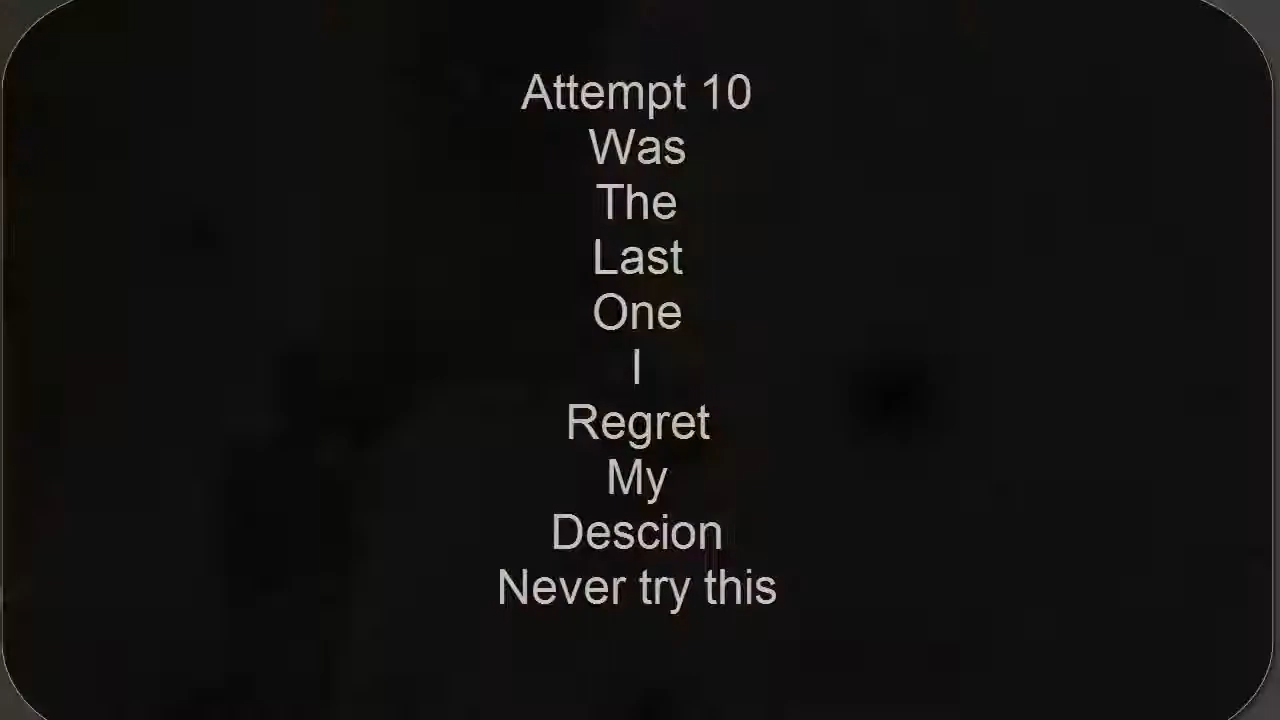 Attempt 10
Was
The
Last
One
I
Regret
My
Descion
Never try this